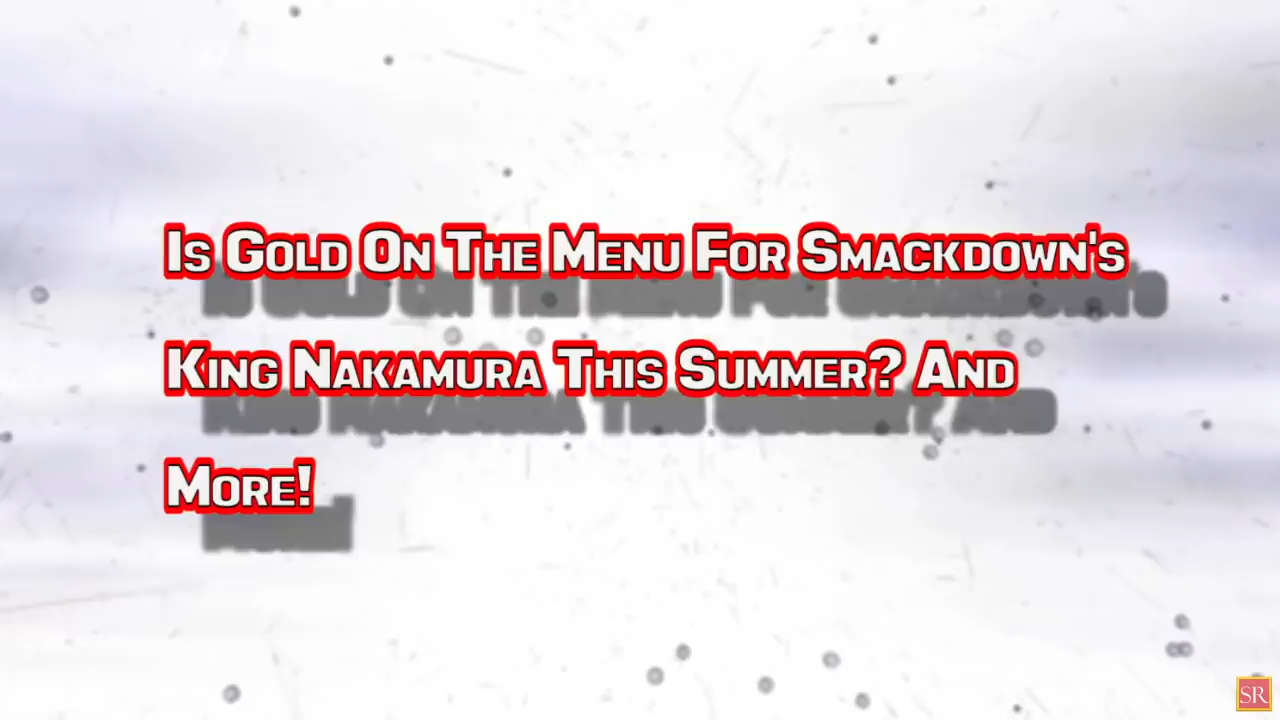 Is Gold On The Menu For Smackdown's
King Nakamura This Summer? And
More!
SR